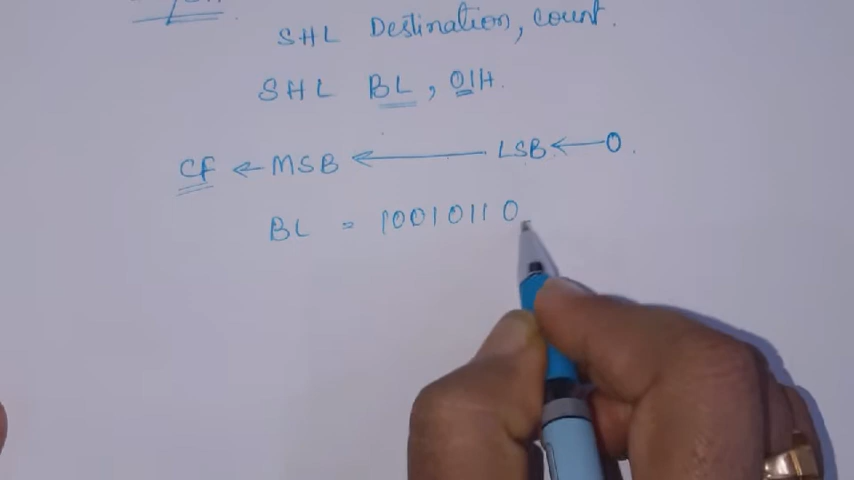 SHL Destination, count.
SHL BL, 01H.
CF ← MSB ← LSB ← 0.
BL = 10010110